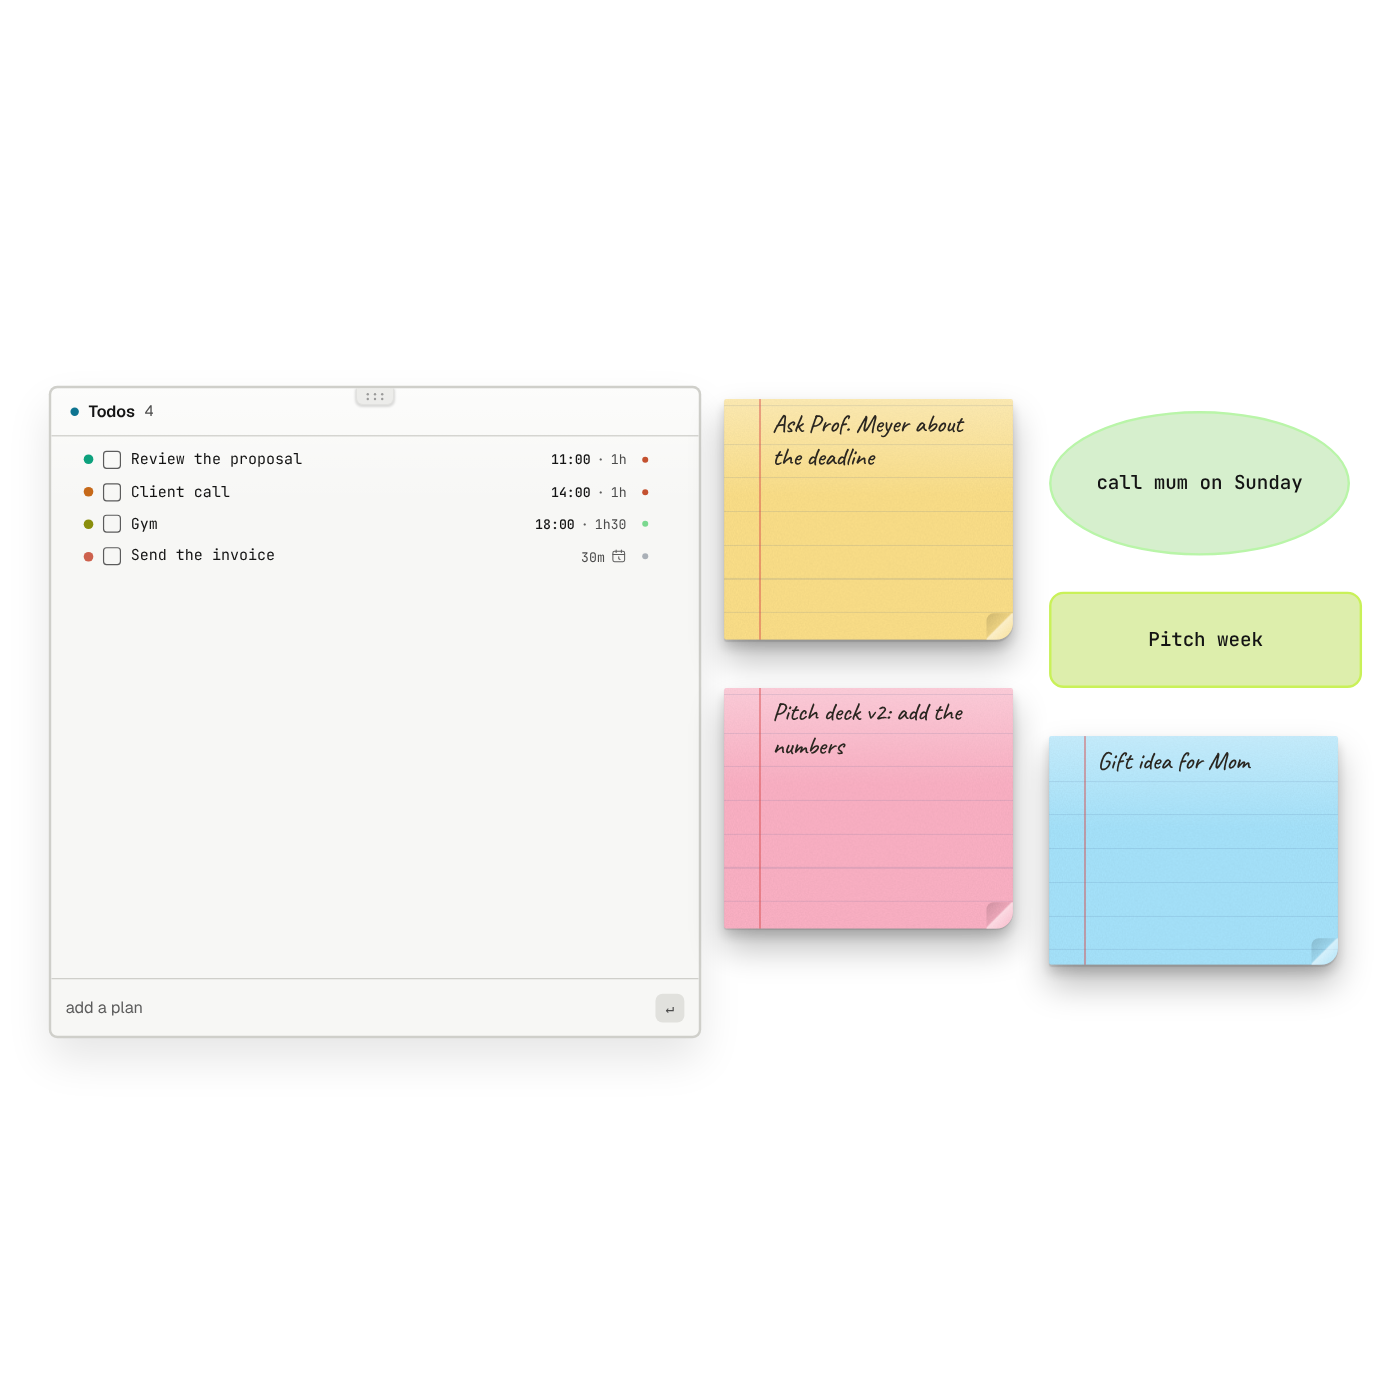 Todos 4
Review the proposal 11:00 · 1h
Client call 14:00 · 1h
Gym 18:00 · 1h30
Send the invoice 30m
add a plan ↵
Ask Prof. Meyer about
the deadline
Pitch deck v2: add the
numbers
call mum on Sunday
Pitch week
Gift idea for Mom